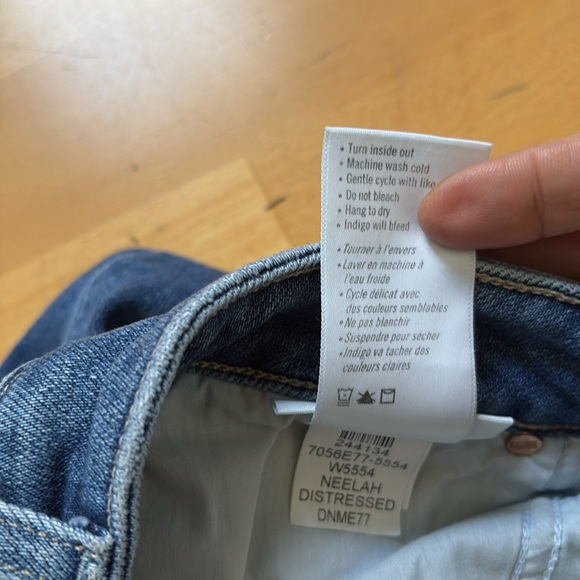 • Turn inside out
• Machine wash cold
• Gentle cycle with like
• Do not bleach
• Hang to dry
• Indigo will bleed
• Tourner à l'envers
• Laver en machine à
l'eau froide
• Cycle délicat avec
des couleurs semblables
• Ne pas blanchir
• Suspendre pour sécher
• Indigo va tacher des
couleurs claires
244134
7056E77-5554
W5554
NEELAH
DISTRESSED
DNME77